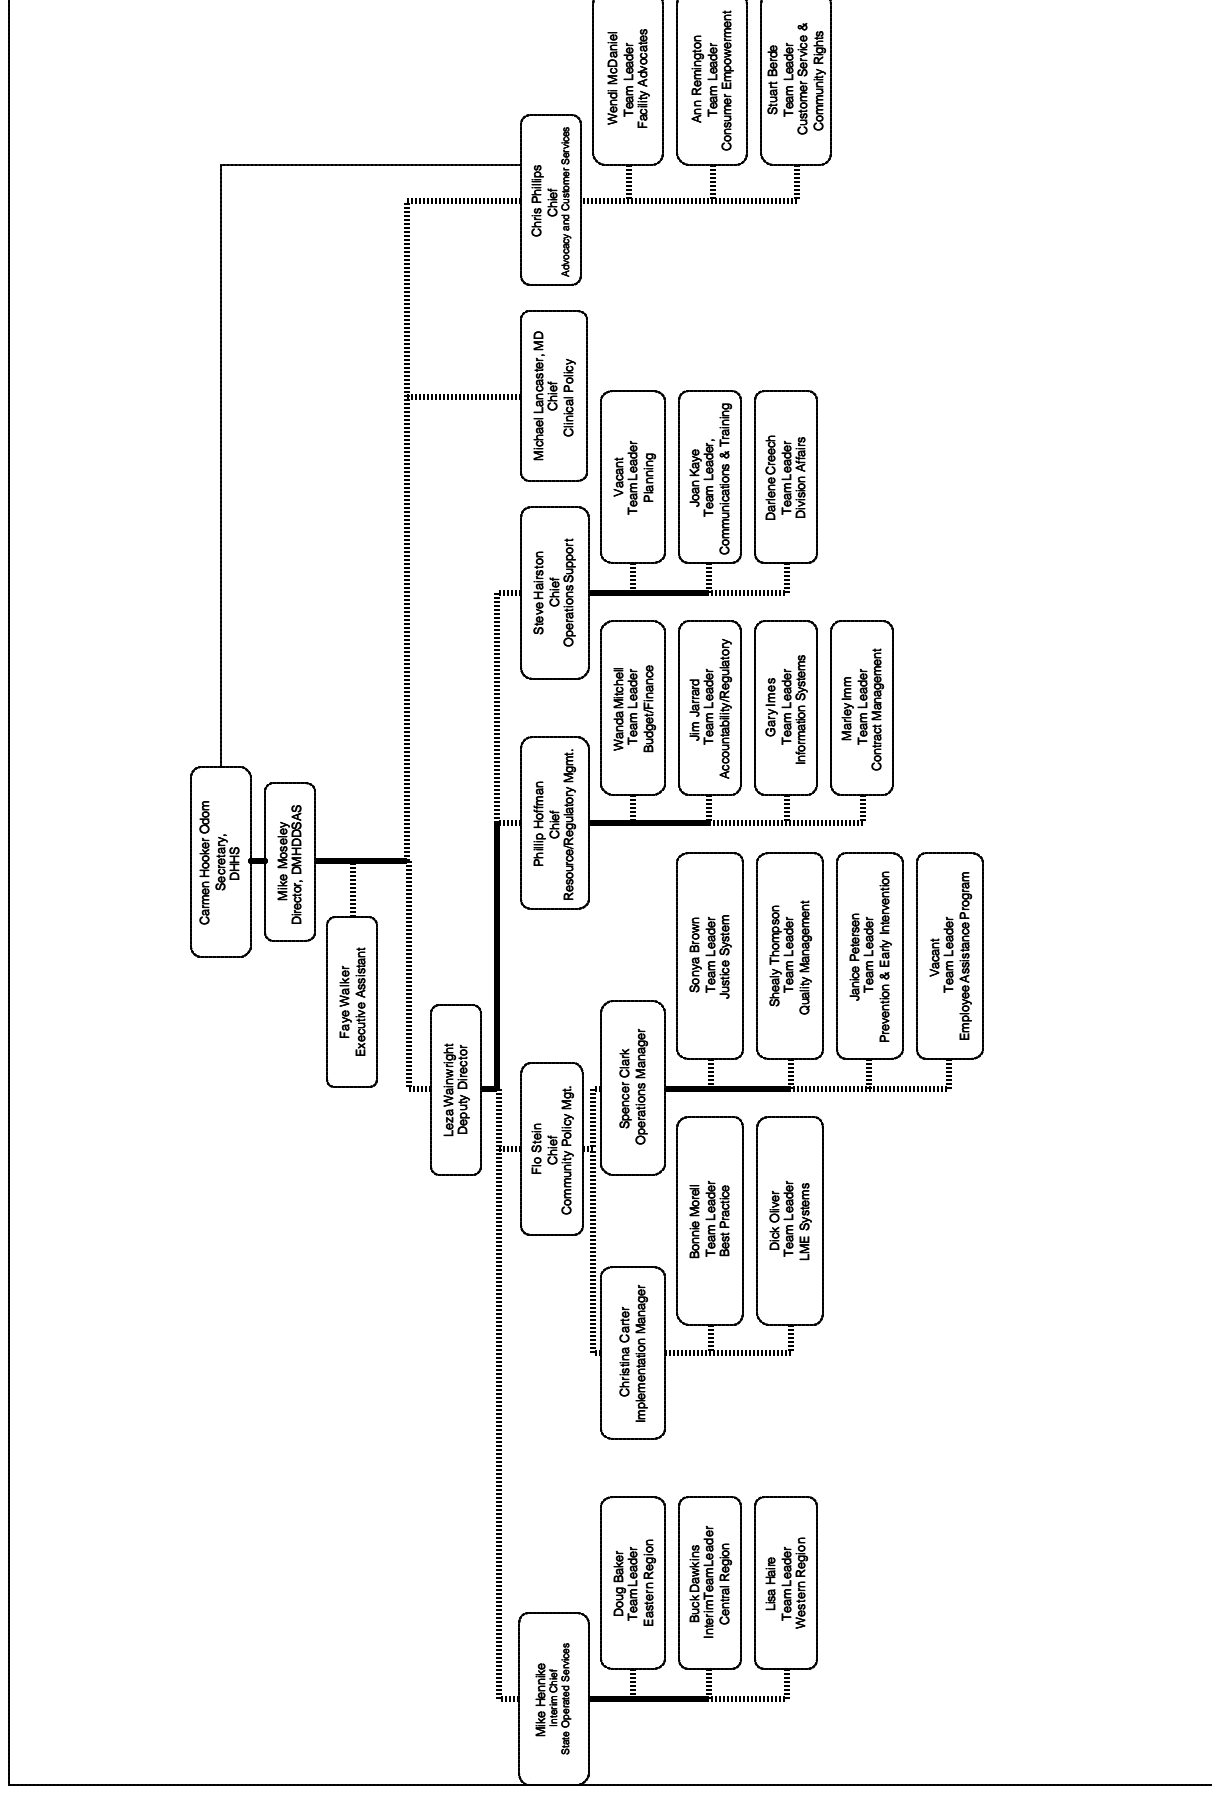 Carmen Hooker Odom
Secretary,
DHHS
Mike Moseley
Director, DMHDDSAS
Faye Walker
Executive Assistant
Leza Wainwright
Deputy Director
Mike Hennike
Interim Chief
State Operated Services
Doug Baker
Team Leader
Eastern Region
Buck Dawkins
Interim Team Leader
Central Region
Lisa Haire
Team Leader
Western Region
Flo Stein
Chief
Community Policy Mgt.
Christina Carter
Implementation Manager
Bonnie Morell
Team Leader
Best Practice
Dick Oliver
Team Leader
LME Systems
Spencer Clark
Operations Manager
Sonya Brown
Team Leader
Justice System
Shealy Thompson
Team Leader
Quality Management
Janice Petersen
Team Leader
Prevention & Early Intervention
Vacant
Team Leader
Employee Assistance Program
Phillip Hoffman
Chief
Resource/Regulatory Mgmt.
Wanda Mitchell
Team Leader
Budget/Finance
Jim Jarrard
Team Leader
Accountability/Regulatory
Gary Imes
Team Leader
Information Systems
Marley Imm
Team Leader
Contract Management
Steve Hairston
Chief
Operations Support
Vacant
Team Leader
Planning
Joan Kaye
Team Leader,
Communications & Training
Darlene Creech
Team Leader
Division Affairs
Michael Lancaster, MD
Chief
Clinical Policy
Chris Phillips
Chief
Advocacy and Customer Services
Wendi McDaniel
Team Leader
Facility Advocates
Ann Remington
Team Leader
Consumer Empowerment
Stuart Berde
Team Leader
Customer Service &
Community Rights